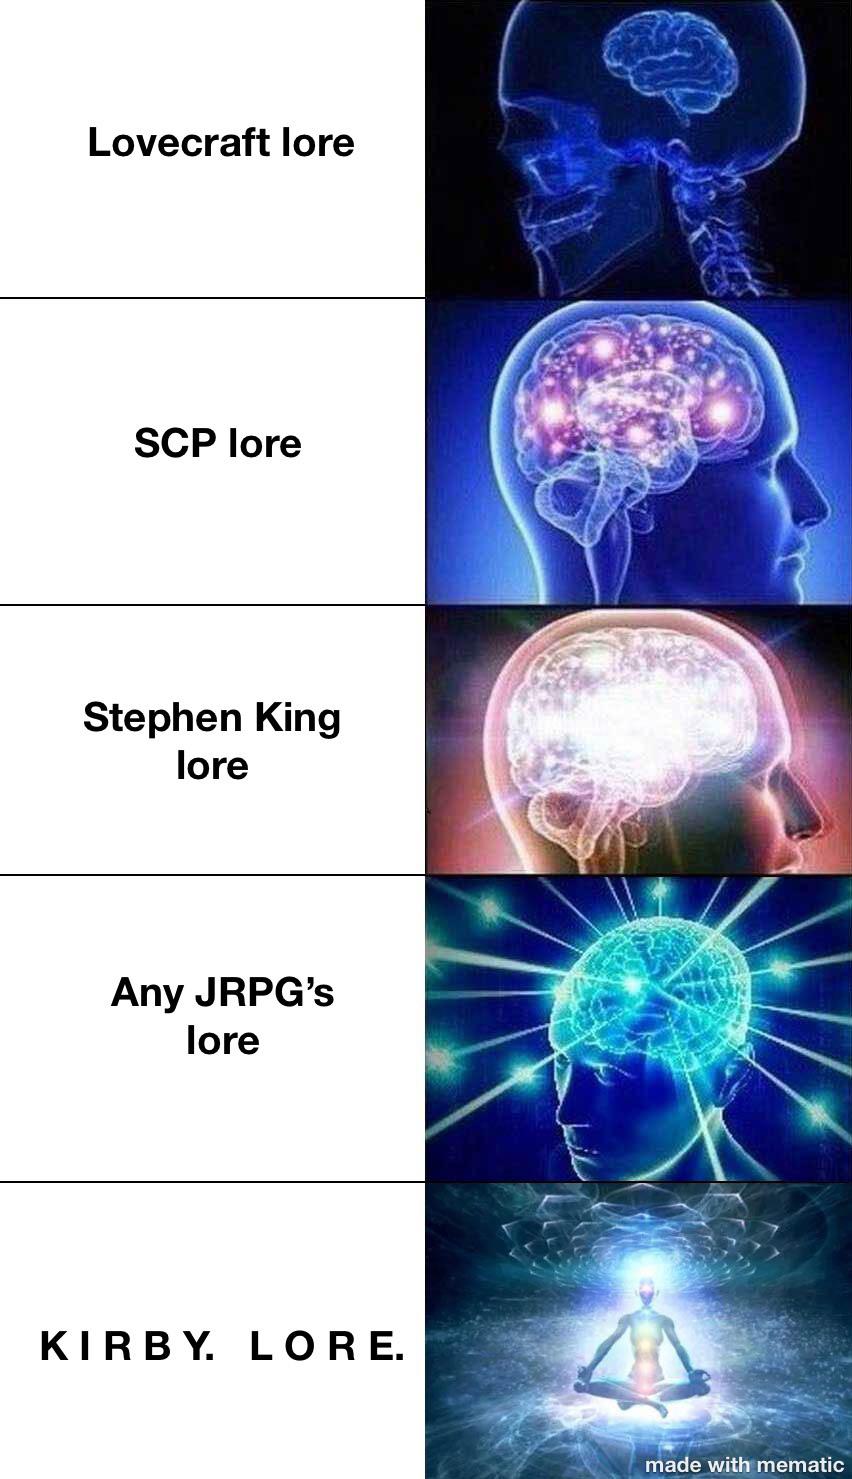 Lovecraft lore
SCP lore
Stephen King
lore
Any JRPG’s
lore
K I R B Y.   L O R E.
made with mematic